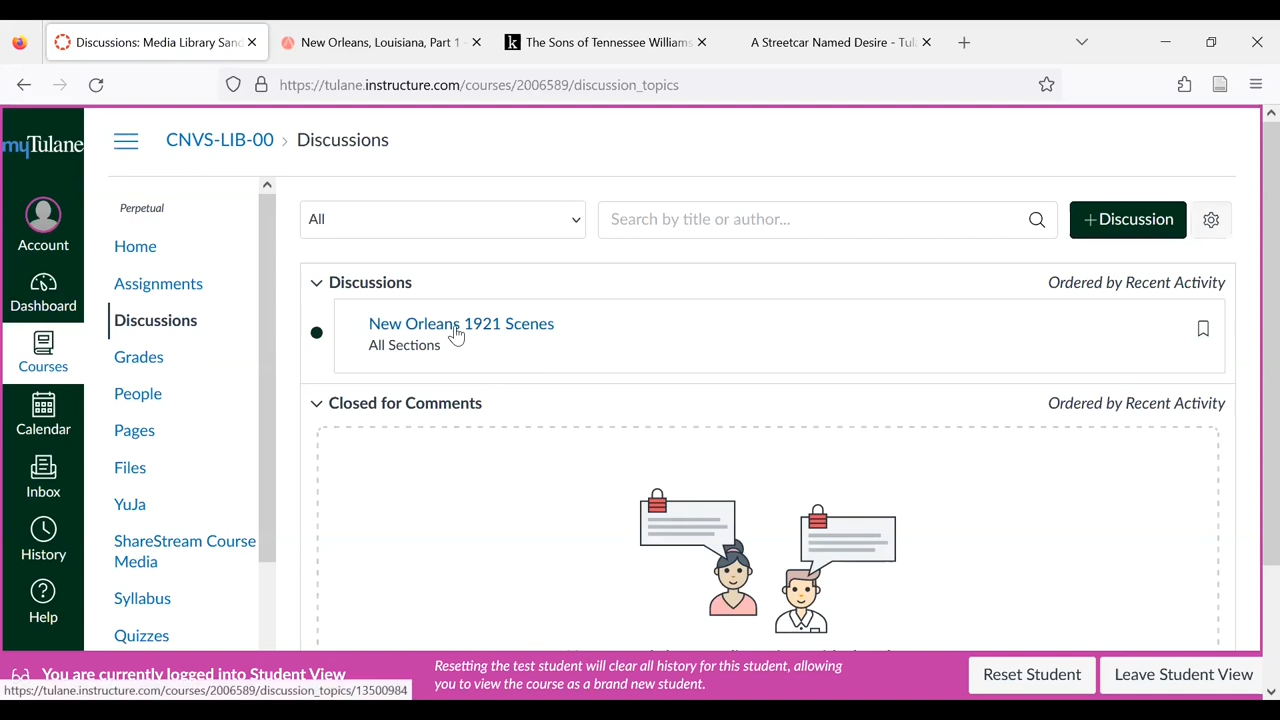 Discussions: Media Library Sand
New Orleans, Louisiana, Part 1 -
The Sons of Tennessee Williams
A Streetcar Named Desire - Tul
https://tulane.instructure.com/courses/2006589/discussion_topics
myTulane
Account
Dashboard
Courses
Calendar
Inbox
History
Help
CNVS-LIB-00 › Discussions
Perpetual
Home
Assignments
Discussions
Grades
People
Pages
Files
YuJa
ShareStream Course
Media
Syllabus
Quizzes
All
Search by title or author...
+Discussion
Discussions
Ordered by Recent Activity
New Orleans 1921 Scenes
All Sections
Closed for Comments
Ordered by Recent Activity
You are currently logged into Student View
Resetting the test student will clear all history for this student, allowing
you to view the course as a brand new student.
Reset Student
Leave Student View
https://tulane.instructure.com/courses/2006589/discussion_topics/13500984